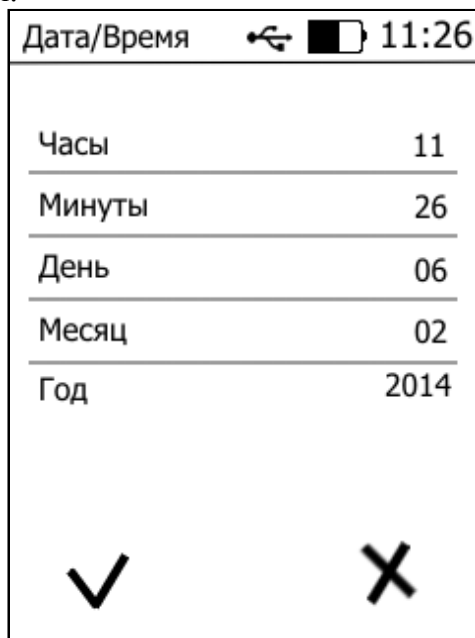 Дата/Время 11:26
Часы 11
Минуты 26
День 06
Месяц 02
Год 2014